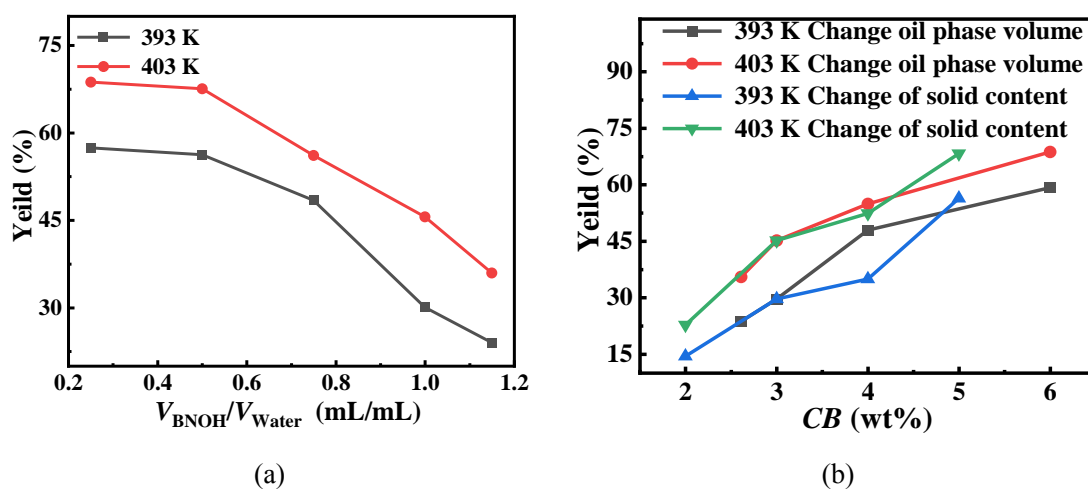 75
60
45
30
Yeild (%)
393 K
403 K
0.2 0.4 0.6 0.8 1.0 1.2
V_BNOH/V_Water (mL/mL)
(a)
90
75
60
45
30
15
Yeild (%)
393 K Change oil phase volume
403 K Change oil phase volume
393 K Change of solid content
403 K Change of solid content
2 3 4 5 6
CB (wt%)
(b)